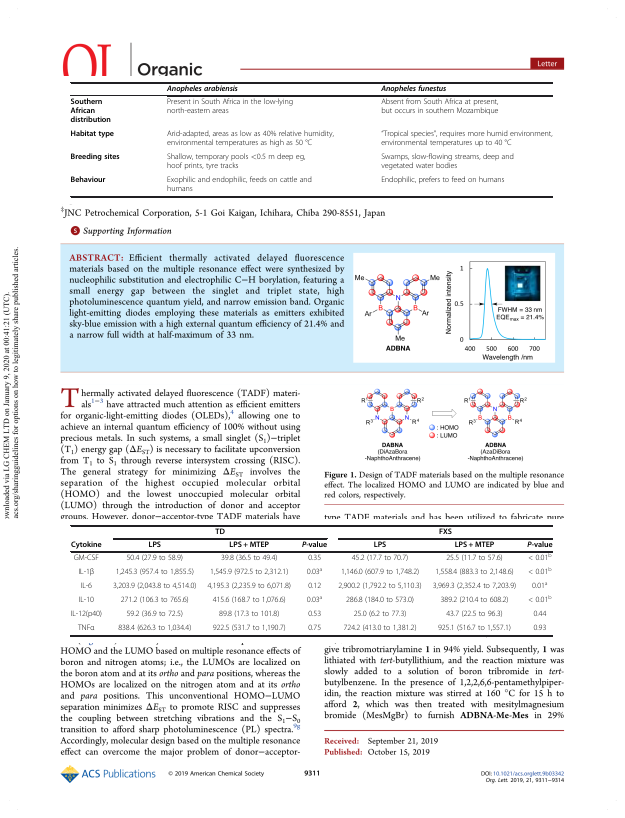 Organic
Letter
Anopheles arabiensis Anopheles funestus
Southern African distribution Present in South Africa in the low-lying north-eastern areas Absent from South Africa at present, but occurs in southern Mozambique
Habitat type Arid-adapted, areas as low as 40% relative humidity, environmental temperatures as high as 50 °C "Tropical species", requires more humid environment, environmental temperatures up to 40 °C
Breeding sites Shallow, temporary pools <0.5 m deep eg, hoof prints, tyre tracks Swamps, slow-flowing streams, deep and vegetated water bodies
Behaviour Exophilic and endophilic, feeds on cattle and humans Endophilic, prefers to feed on humans
§JNC Petrochemical Corporation, 5-1 Goi Kaigan, Ichihara, Chiba 290-8551, Japan
S Supporting Information
ABSTRACT: Efficient thermally activated delayed fluorescence
materials based on the multiple resonance effect were synthesized by
nucleophilic substitution and electrophilic C−H borylation, featuring a
small energy gap between the singlet and triplet state, high
photoluminescence quantum yield, and narrow emission band. Organic
light-emitting diodes employing these materials as emitters exhibited
sky-blue emission with a high external quantum efficiency of 21.4% and
a narrow full width at half-maximum of 33 nm.
Me Me
N
B B
Ar Ar
Me
ADBNA
Normalized intensity
1
0.5
0
FWHM = 33 nm
EQEmax = 21.4%
400 500 600 700
Wavelength /nm
Thermally activated delayed fluorescence (TADF) materi-
als1−3 have attracted much attention as efficient emitters
for organic-light-emitting diodes (OLEDs),4 allowing one to
achieve an internal quantum efficiency of 100% without using
precious metals. In such systems, a small singlet (S1)−triplet
(T1) energy gap (ΔEST) is necessary to facilitate upconversion
from T1 to S1 through reverse intersystem crossing (RISC).
The general strategy for minimizing ΔEST involves the
separation of the highest occupied molecular orbital
(HOMO) and the lowest unoccupied molecular orbital
(LUMO) through the introduction of donor and acceptor
groups. However, donor−acceptor-type TADF materials have
R1 R2
B
N N
R3 R4
DABNA
(DiAzaBora
-NaphthoAnthracene)
: HOMO
: LUMO
R1 R2
N
B B
R3 R4
ADBNA
(AzaDiBora
-NaphthoAnthracene)
Figure 1. Design of TADF materials based on the multiple resonance
effect. The localized HOMO and LUMO are indicated by blue and
red colors, respectively.
type TADF materials and has been utilized to fabricate pure
TD FXS
Cytokine LPS LPS + MTEP P-value LPS LPS + MTEP P-value
GM-CSF 50.4 (27.9 to 58.9) 39.8 (36.5 to 49.4) 0.35 45.2 (17.7 to 70.7) 25.5 (11.7 to 57.6) < 0.01b
IL-1β 1,245.3 (957.4 to 1,855.5) 1,545.9 (972.5 to 2,312.1) 0.03a 1,146.0 (607.9 to 1,748.2) 1,558.4 (883.3 to 2,148.6) < 0.01b
IL-6 3,203.9 (2,043.8 to 4,514.0) 4,195.3 (2,235.9 to 6,071.8) 0.12 2,900.2 (1,792.2 to 5,110.3) 3,969.3 (2,352.4 to 7,203.9) 0.01a
IL-10 271.2 (106.3 to 765.6) 415.6 (168.7 to 1,076.6) 0.03a 286.8 (184.0 to 573.0) 389.2 (210.4 to 608.2) < 0.01b
IL-12(p40) 59.2 (36.9 to 72.5) 89.8 (17.3 to 101.8) 0.53 25.0 (6.2 to 77.3) 43.7 (22.5 to 96.3) 0.44
TNFα 838.4 (626.3 to 1,034.4) 922.5 (531.7 to 1,190.7) 0.75 724.2 (413.0 to 1,381.2) 925.1 (516.7 to 1,557.1) 0.93
HOMO and the LUMO based on multiple resonance effects of
boron and nitrogen atoms; i.e., the LUMOs are localized on
the boron atom and at its ortho and para positions, whereas the
HOMOs are localized on the nitrogen atom and at its ortho
and para positions. This unconventional HOMO−LUMO
separation minimizes ΔEST to promote RISC and suppresses
the coupling between stretching vibrations and the S1−S0
transition to afford sharp photoluminescence (PL) spectra.9g
Accordingly, molecular design based on the multiple resonance
effect can overcome the major problem of donor−acceptor-
give tribromotriarylamine 1 in 94% yield. Subsequently, 1 was
lithiated with tert-butyllithium, and the reaction mixture was
slowly added to a solution of boron tribromide in tert-
butylbenzene. In the presence of 1,2,2,6,6-pentamethylpiper-
idine, the reaction mixture was stirred at 160 °C for 15 h to
afford 2, which was then treated with mesitylmagnesium
bromide (MesMgBr) to furnish ADBNA-Me-Mes in 29%
Received: September 21, 2019
Published: October 15, 2019
ACS Publications © 2019 American Chemical Society 9311 DOI: 10.1021/acs.orglett.9b03342
Org. Lett. 2019, 21, 9311−9314
wnloaded via LG CHEM LTD on January 9, 2020 at 00:41:21 (UTC).
acs.org/sharingguidelines for options on how to legitimately share published articles.